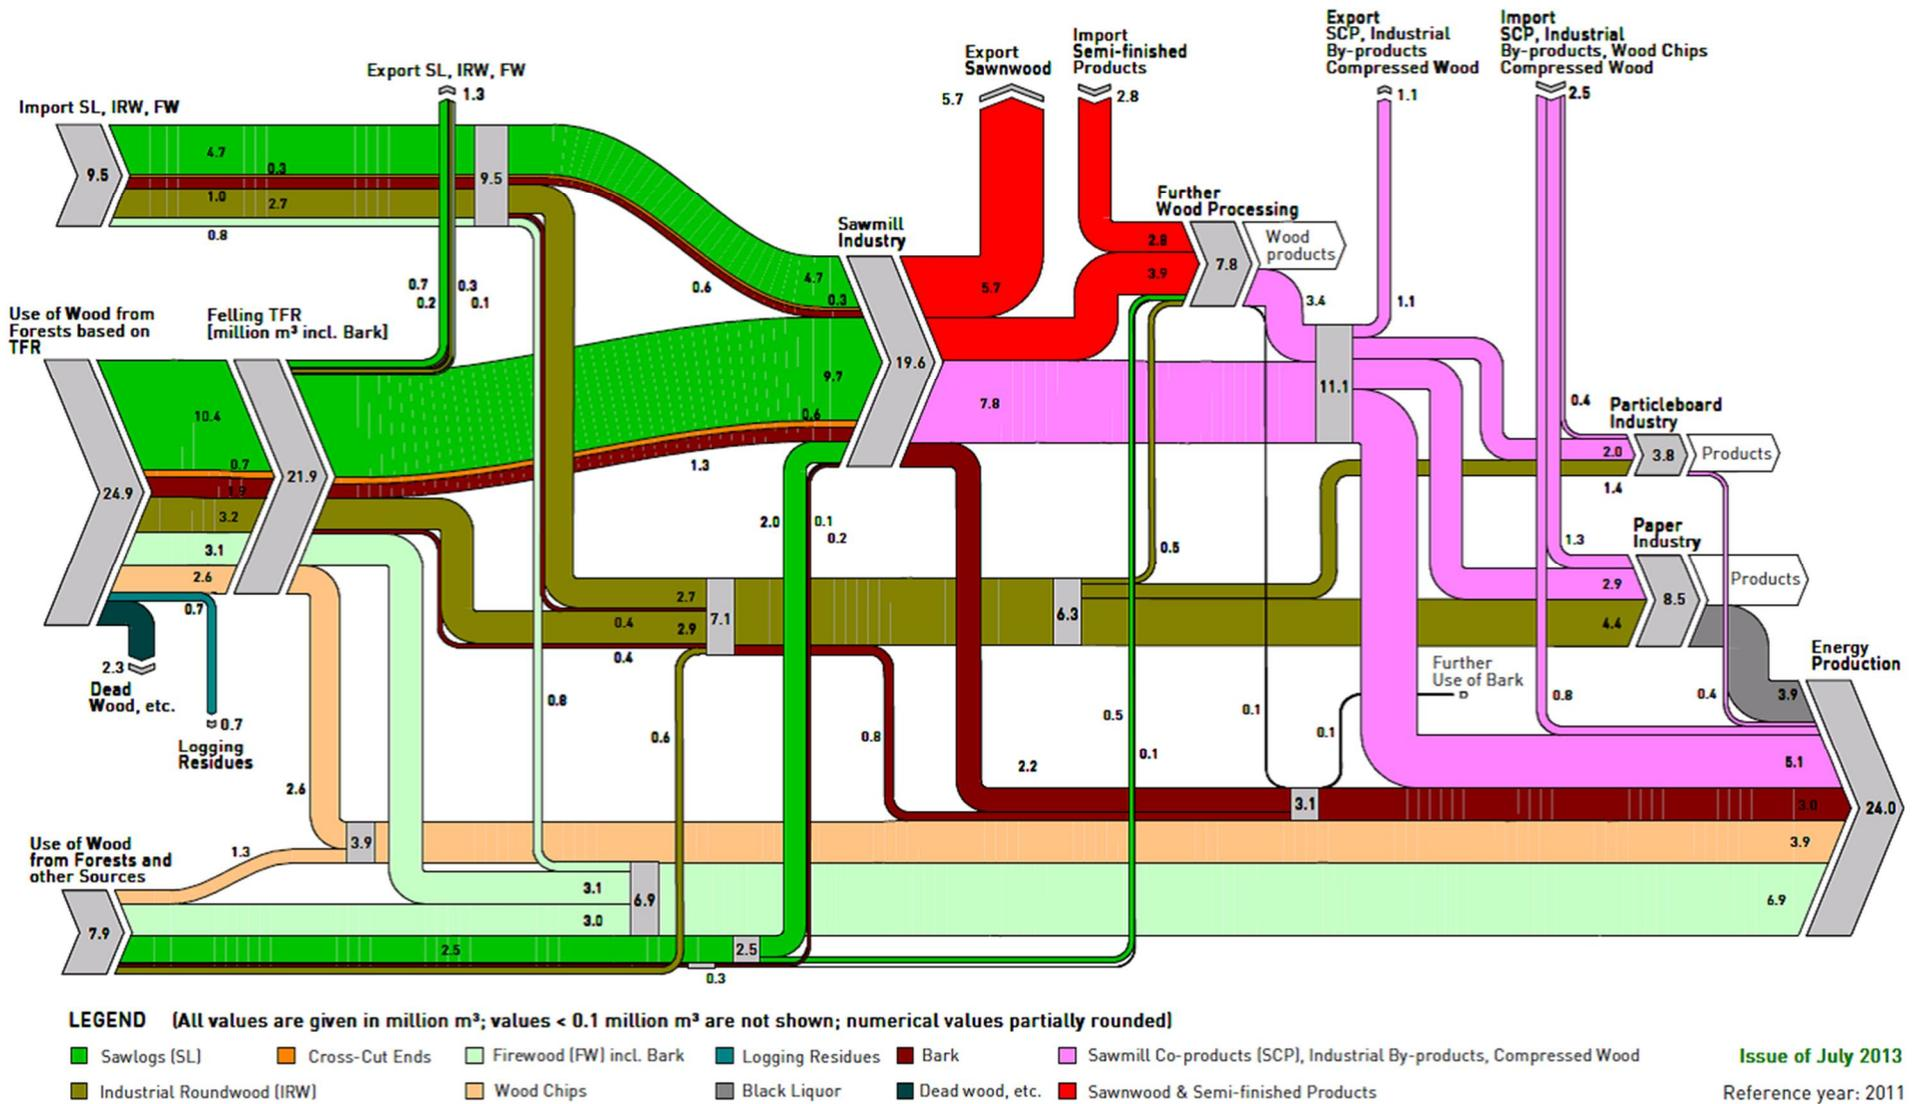 Export
SCP, Industrial
By-products
Compressed Wood
Import
SCP, Industrial
By-products, Wood Chips
Compressed Wood
Import
Semi-finished
Products
Export
Sawnwood
Export SL, IRW, FW
1.3
5.7
2.8
1.1
2.5
Import SL, IRW, FW
9.5
4.7
0.3
1.0
2.7
0.8
9.5
Further
Wood Processing
Wood
products
7.8
2.8
3.9
Sawmill
Industry
4.7
0.3
0.6
5.7
3.4
1.1
0.7
0.2
0.3
0.1
Use of Wood from
Forests based on
TFR
Felling TFR
[million m³ incl. Bark]
24.9
10.4
0.7
1.9
3.2
3.1
2.6
0.7
21.9
9.7
0.6
1.3
19.6
7.8
11.1
0.4
Particleboard
Industry
2.0
3.8
Products
1.4
2.0
0.1
0.2
0.5
1.3
Paper
Industry
2.9
8.5
Products
4.4
2.7
0.4
2.9
0.4
7.1
6.3
2.3
Dead
Wood, etc.
0.7
Logging
Residues
0.8
0.6
0.8
2.2
0.5
0.1
0.1
0.1
Further
Use of Bark
0.8
0.4
3.9
Energy
Production
5.1
3.1
3.0
24.0
2.6
Use of Wood
from Forests and
other Sources
1.3
3.9
3.9
3.1
3.0
6.9
6.9
7.9
2.5
2.5
0.3
LEGEND (All values are given in million m³; values < 0.1 million m³ are not shown; numerical values partially rounded)
Sawlogs (SL) Cross-Cut Ends Firewood (FW) incl. Bark Logging Residues Bark Sawmill Co-products (SCP), Industrial By-products, Compressed Wood Issue of July 2013
Industrial Roundwood (IRW) Wood Chips Black Liquor Dead wood, etc. Sawnwood & Semi-finished Products Reference year: 2011